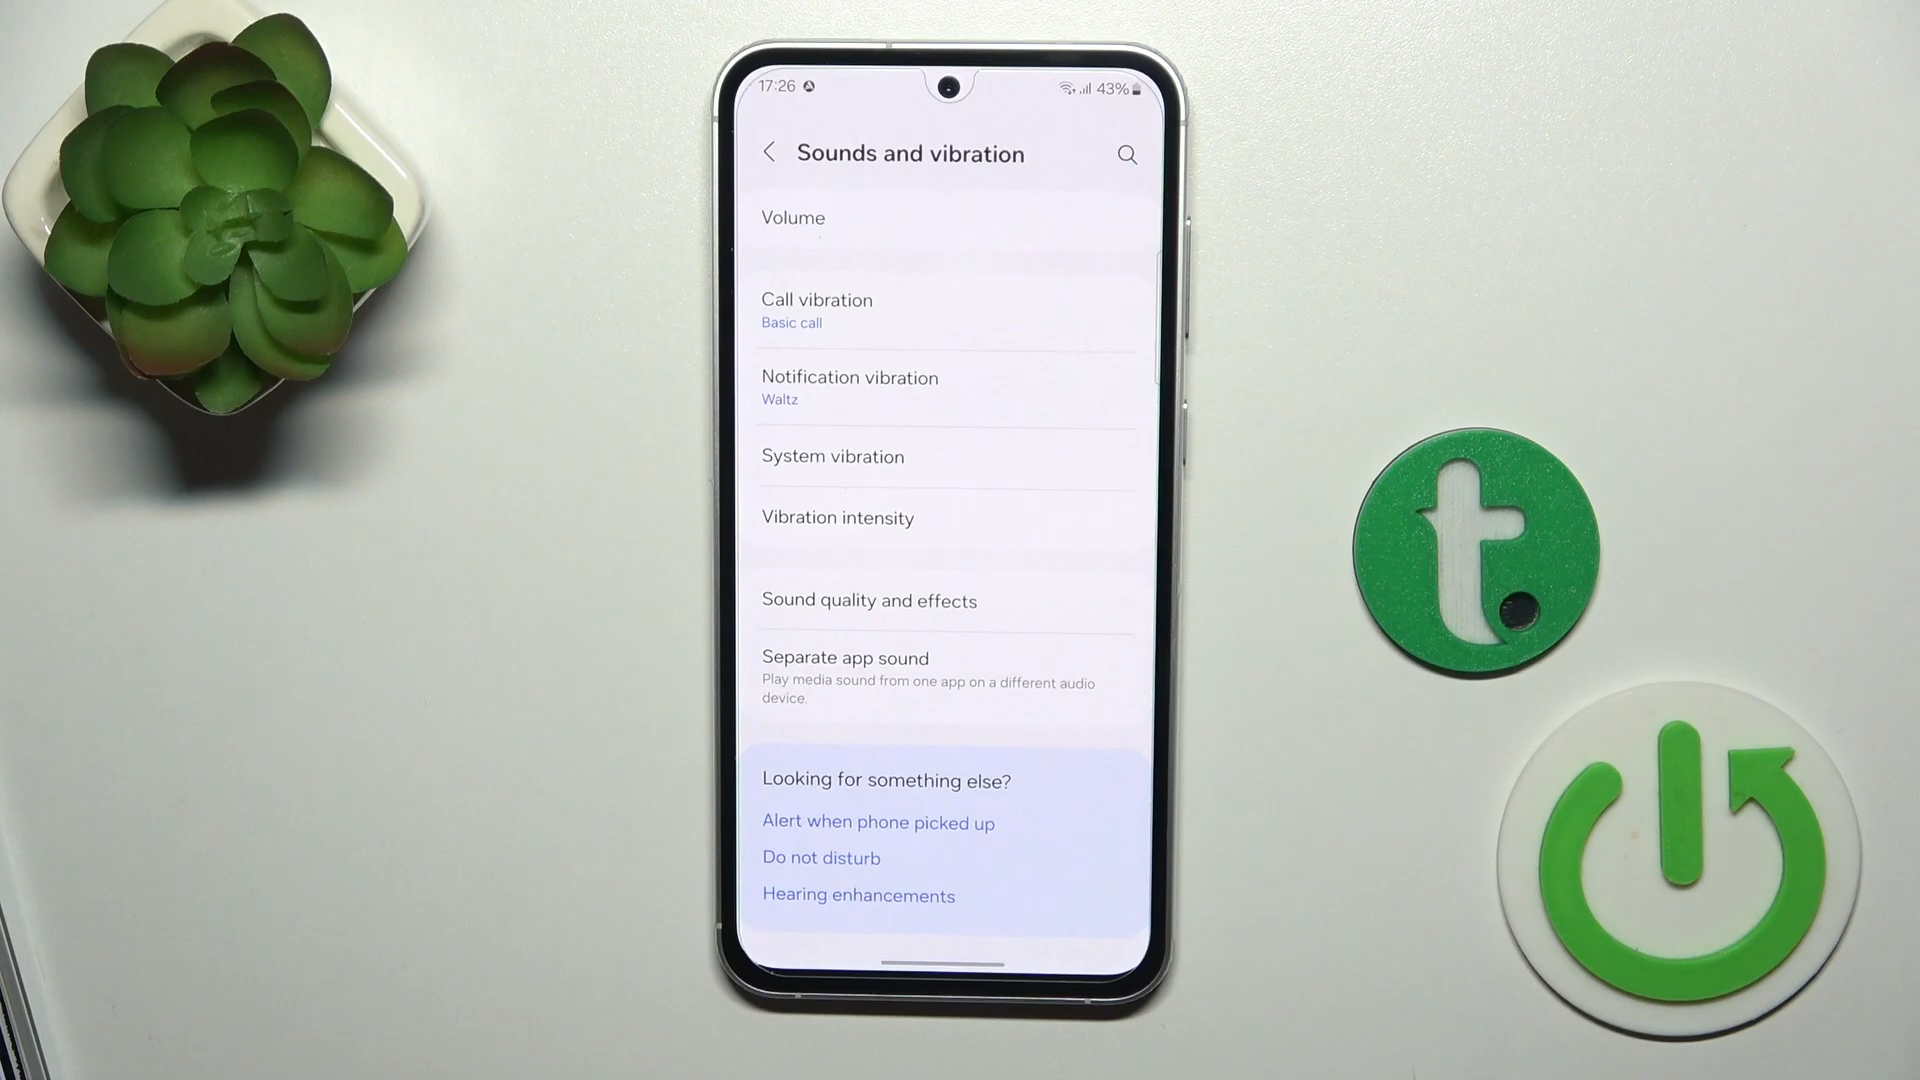 17:26
43%
Sounds and vibration
Volume
Call vibration
Basic call
Notification vibration
Waltz
System vibration
Vibration intensity
Sound quality and effects
Separate app sound
Play media sound from one app on a different audio
device.
Looking for something else?
Alert when phone picked up
Do not disturb
Hearing enhancements
t